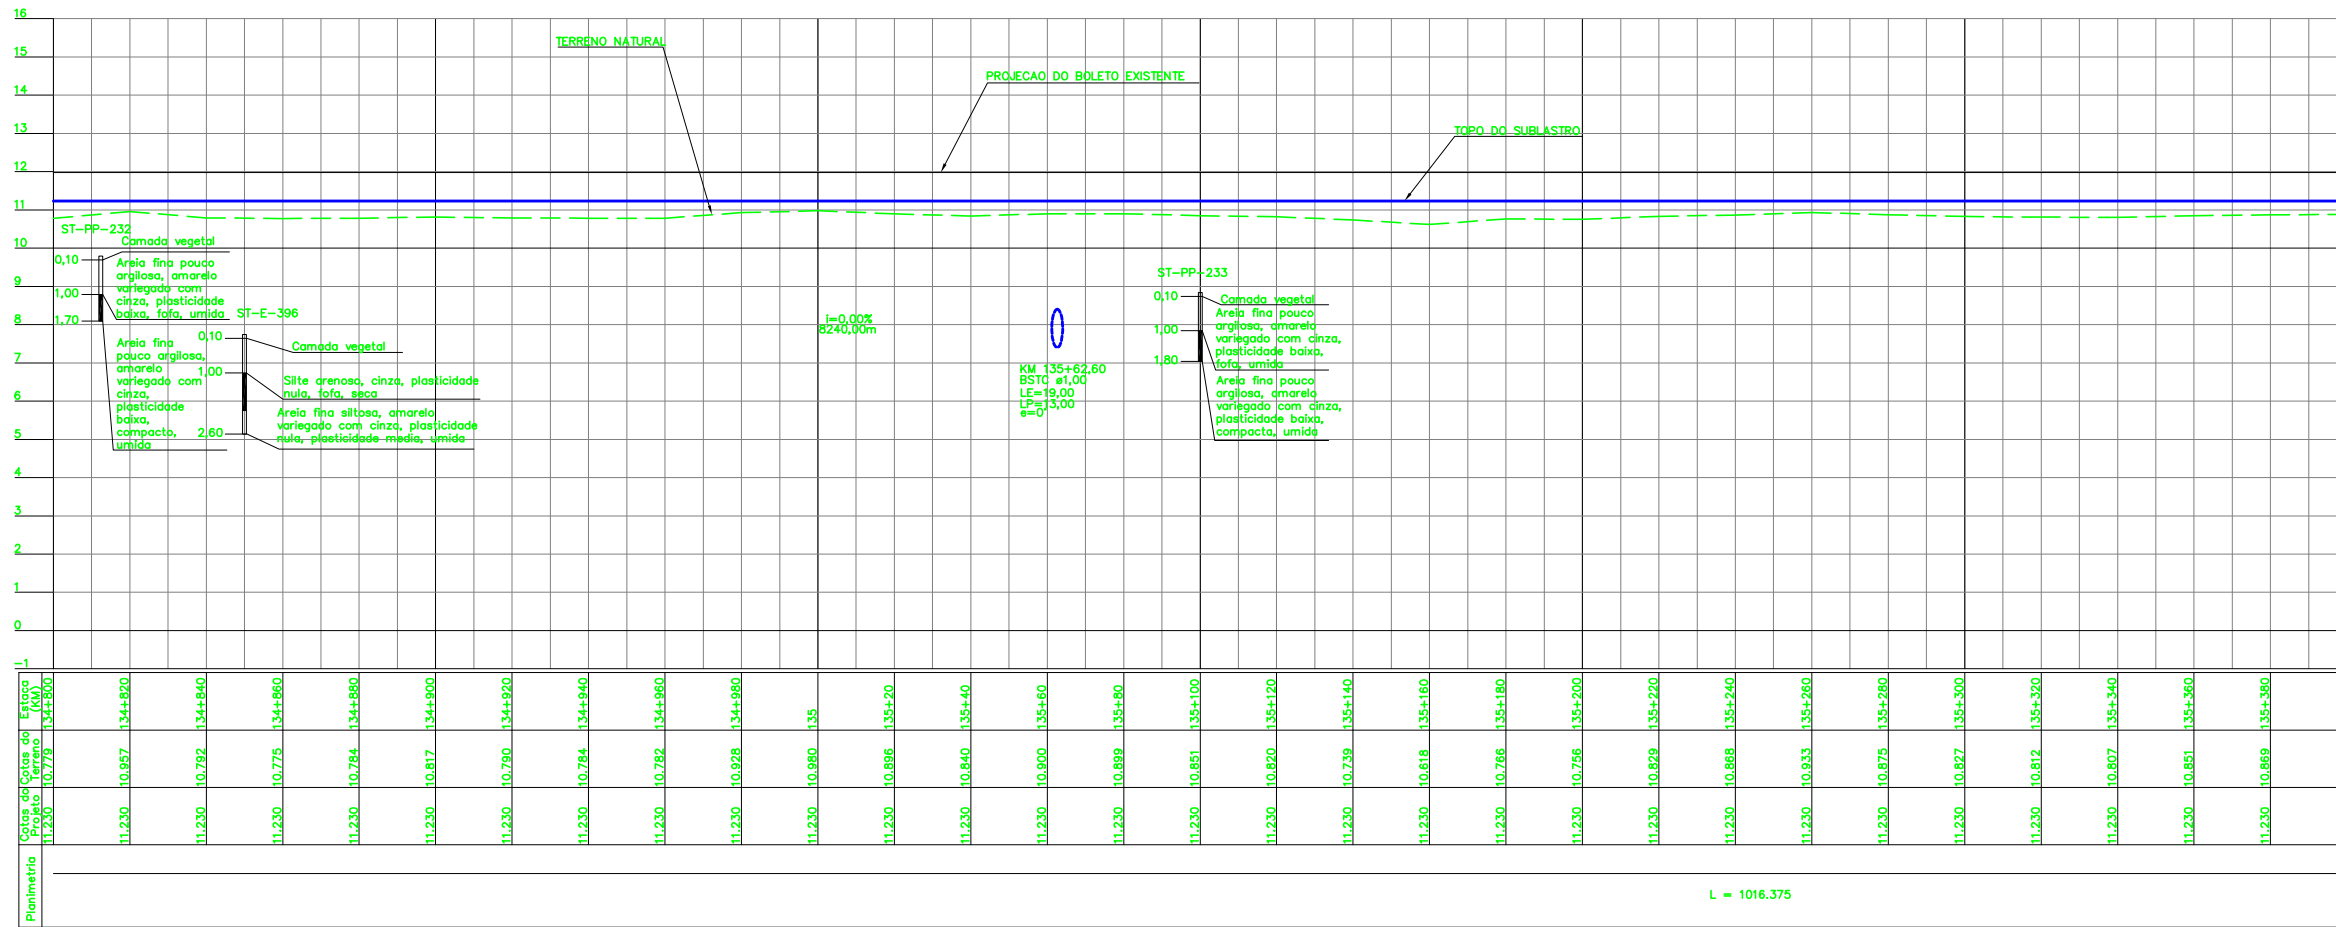 16
15
14
13
12
11
10
9
8
7
6
5
4
3
2
1
0
-1
TERRENO NATURAL
PROJECAO DO BOLETO EXISTENTE
TOPO DO SUBLASTRO
ST-PP-232
0,10
1,00
1,70
Camada vegetal
Areia fina pouco
argilosa, amarelo
variegado com
cinza, plasticidade
baixa, fofa, umida
Areia fina
pouco argilosa,
amarelo
variegado com
cinza,
plasticidade
baixa,
compacto,
umida
ST-E-396
0,10
1,00
2,60
Camada vegetal
Silte arenoso, cinza, plasticidade
nula, fofa, seca
Areia fina siltosa, amarelo
variegado com cinza, plasticidade
nula, plasticidade media, umida
i=0,00%
8240,00m
KM 135+62,60
BSTC ø1,00
LE=19,00
LP=13,00
e=0
ST-PP-233
0,10
1,00
1,80
Camada vegetal
Areia fina pouco
argilosa, amarelo
variegado com cinza,
plasticidade baixa,
fofa, umida
Areia fina pouco
argilosa, amarelo
variegado com cinza,
plasticidade baixa,
compacta, umida
Estaca
(KM)
134+800 134+820 134+840 134+860 134+880 134+900 134+920 134+940 134+960 134+980 135 135+20 135+40 135+60 135+80 135+100 135+120 135+140 135+160 135+180 135+200 135+220 135+240 135+260 135+280 135+300 135+320 135+340 135+360 135+380
Cotas do
Terreno
10.779 10.957 10.792 10.775 10.784 10.817 10.790 10.784 10.782 10.928 10.980 10.896 10.840 10.900 10.899 10.851 10.820 10.739 10.618 10.766 10.756 10.829 10.868 10.933 10.875 10.827 10.812 10.807 10.851 10.869
Cotas do
Projeto
11.230 11.230 11.230 11.230 11.230 11.230 11.230 11.230 11.230 11.230 11.230 11.230 11.230 11.230 11.230 11.230 11.230 11.230 11.230 11.230 11.230 11.230 11.230 11.230 11.230 11.230 11.230 11.230 11.230 11.230
Planimetria
L = 1016.375